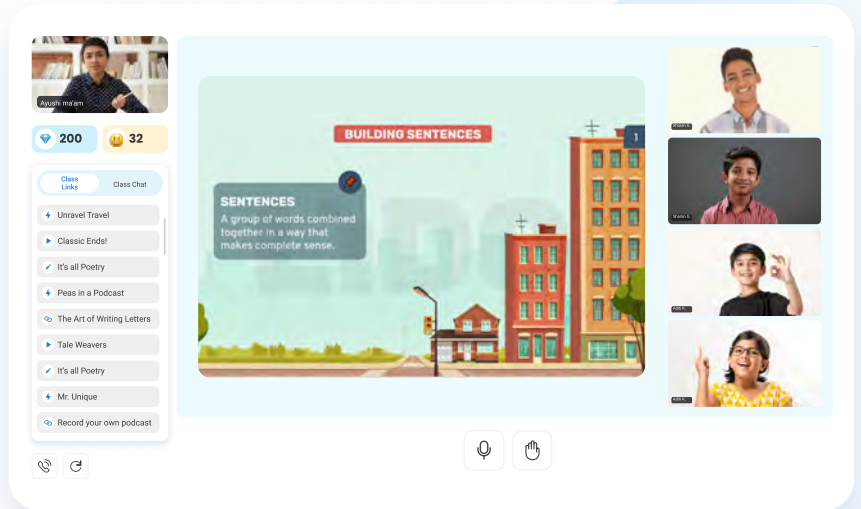 Ayushi ma'am
200
32
Class
Links
Class Chat
Unravel Travel
Classic Ends!
It's all Poetry
Peas in a Podcast
The Art of Writing Letters
Tale Weavers
It's all Poetry
Mr. Unique
Record your own podcast
BUILDING SENTENCES
1
SENTENCES
A group of words combined
together in a way that
makes complete sense.